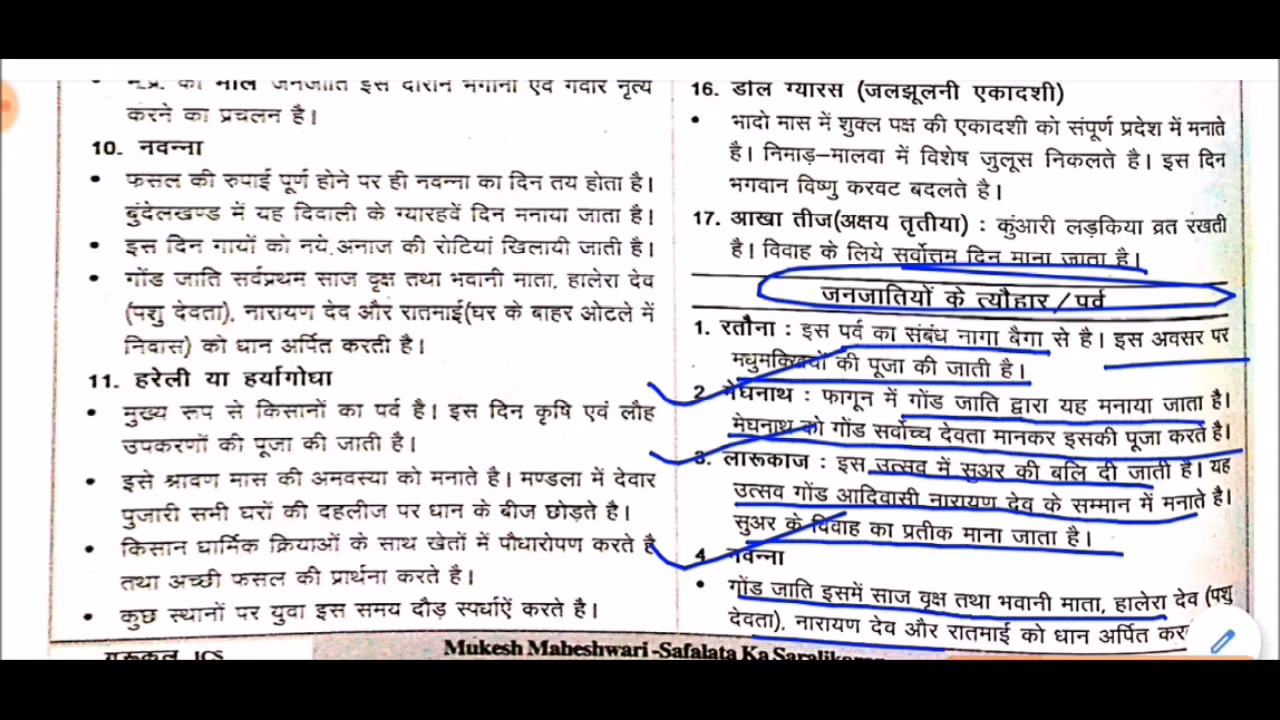 म.प्र. की भील जनजाति इस दौरान भगोना एवं गवार नृत्य
करने का प्रचलन है।
10. नवन्ना
• फसल की रुपाई पूर्ण होने पर ही नवन्ना का दिन तय होता है।
बुंदेलखण्ड में यह दिवाली के ग्यारहवें दिन मनाया जाता है।
• इस दिन गायों को नये अनाज की रोटियां खिलायी जाती है।
• गोंड जाति सर्वप्रथम साज वृक्ष तथा भवानी माता, हालेरा देव
(पशु देवता), नारायण देव और रातमाई(घर के बाहर ओटले में
निवास) को धान अर्पित करती है।
11. हरेली या हर्यागोधा
• मुख्य रूप से किसानों का पर्व है। इस दिन कृषि एवं लौह
उपकरणों की पूजा की जाती है।
• इसे श्रावण मास की अमवस्या को मनाते है। मण्डला में देवार
पुजारी सभी घरों की दहलीज पर धान के बीज छोड़ते है।
• किसान धार्मिक क्रियाओं के साथ खेतों में पौधारोपण करते है
तथा अच्छी फसल की प्रार्थना करते है।
• कुछ स्थानों पर युवा इस समय दौड़ स्पर्धाऐं करते है।
गुरूकुल ICS
16. डोल ग्यारस (जलझूलनी एकादशी)
• भादो मास में शुक्ल पक्ष की एकादशी को संपूर्ण प्रदेश में मनाते
है। निमाड़-मालवा में विशेष जुलूस निकलते है। इस दिन
भगवान विष्णु करवट बदलते है।
17. आखा तीज(अक्षय तृतीया) : कुंआरी लड़किया व्रत रखती
है। विवाह के लिये सर्वोत्तम दिन माना जाता है।
जनजातियों के त्यौहार/पर्व
1. रतौना : इस पर्व का संबंध नागा बैगा से है। इस अवसर पर
मधुमक्खियों की पूजा की जाती है।
2. मेघनाथ : फागून में गोंड जाति द्वारा यह मनाया जाता है।
मेघनाथ को गोंड सर्वोच्च देवता मानकर इसकी पूजा करते है।
3. लारूकाज : इस उत्सव में सुअर की बलि दी जाती है। यह
उत्सव गोंड आदिवासी नारायण देव के सम्मान में मनाते है।
सुअर के विवाह का प्रतीक माना जाता है।
4. नवन्ना
• गोंड जाति इसमें साज वृक्ष तथा भवानी माता, हालेरा देव (पशु
देवता), नारायण देव और रातमाई को धान अर्पित कर
Mukesh Maheshwari -Safalata Ka Saralikaran